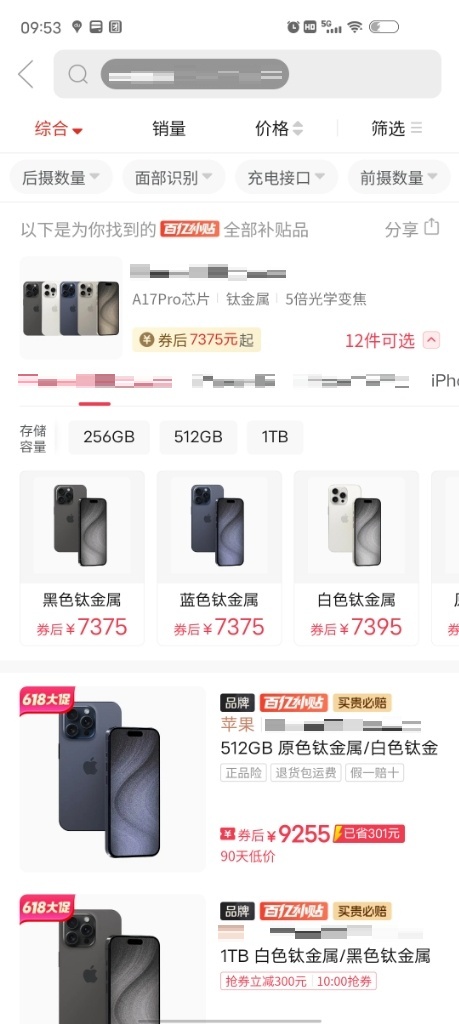 09:53
HD 5G
综合 销量 价格 筛选
后摄数量 面部识别 充电接口 前摄数量
以下是为你找到的 百亿补贴 全部补贴品 分享
A17Pro芯片 钛金属 5倍光学变焦
券后7375元起 12件可选
iPh
存储容量 256GB 512GB 1TB
黑色钛金属 蓝色钛金属 白色钛金属
券后¥7375 券后¥7375 券后¥7395 券
618大促
品牌 百亿补贴 买贵必赔
苹果
512GB 原色钛金属/白色钛金
正品险 退货包运费 假一赔十
券后¥9255 已省301元
90天低价
618大促
品牌 百亿补贴 买贵必赔
1TB 白色钛金属/黑色钛金属
抢券立减300元 10:00抢券